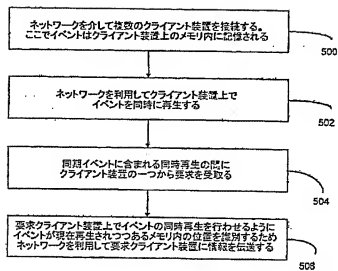 ネットワークを介して複数のクライアント装置を接続する。
ここでイベントはクライアント装置上のメモリ内に記憶される
500
ネットワークを利用してクライアント装置上で
イベントを同時に再生する
502
同期イベントに含まれる同時再生の間に
クライアント装置の一つから要求を受取る
504
要求クライアント装置上でイベントの同時再生を行わせるように
イベントが現在再生されつつあるメモリ内の位置を識別するため
ネットワークを利用して要求クライアント装置に情報を伝送する
506